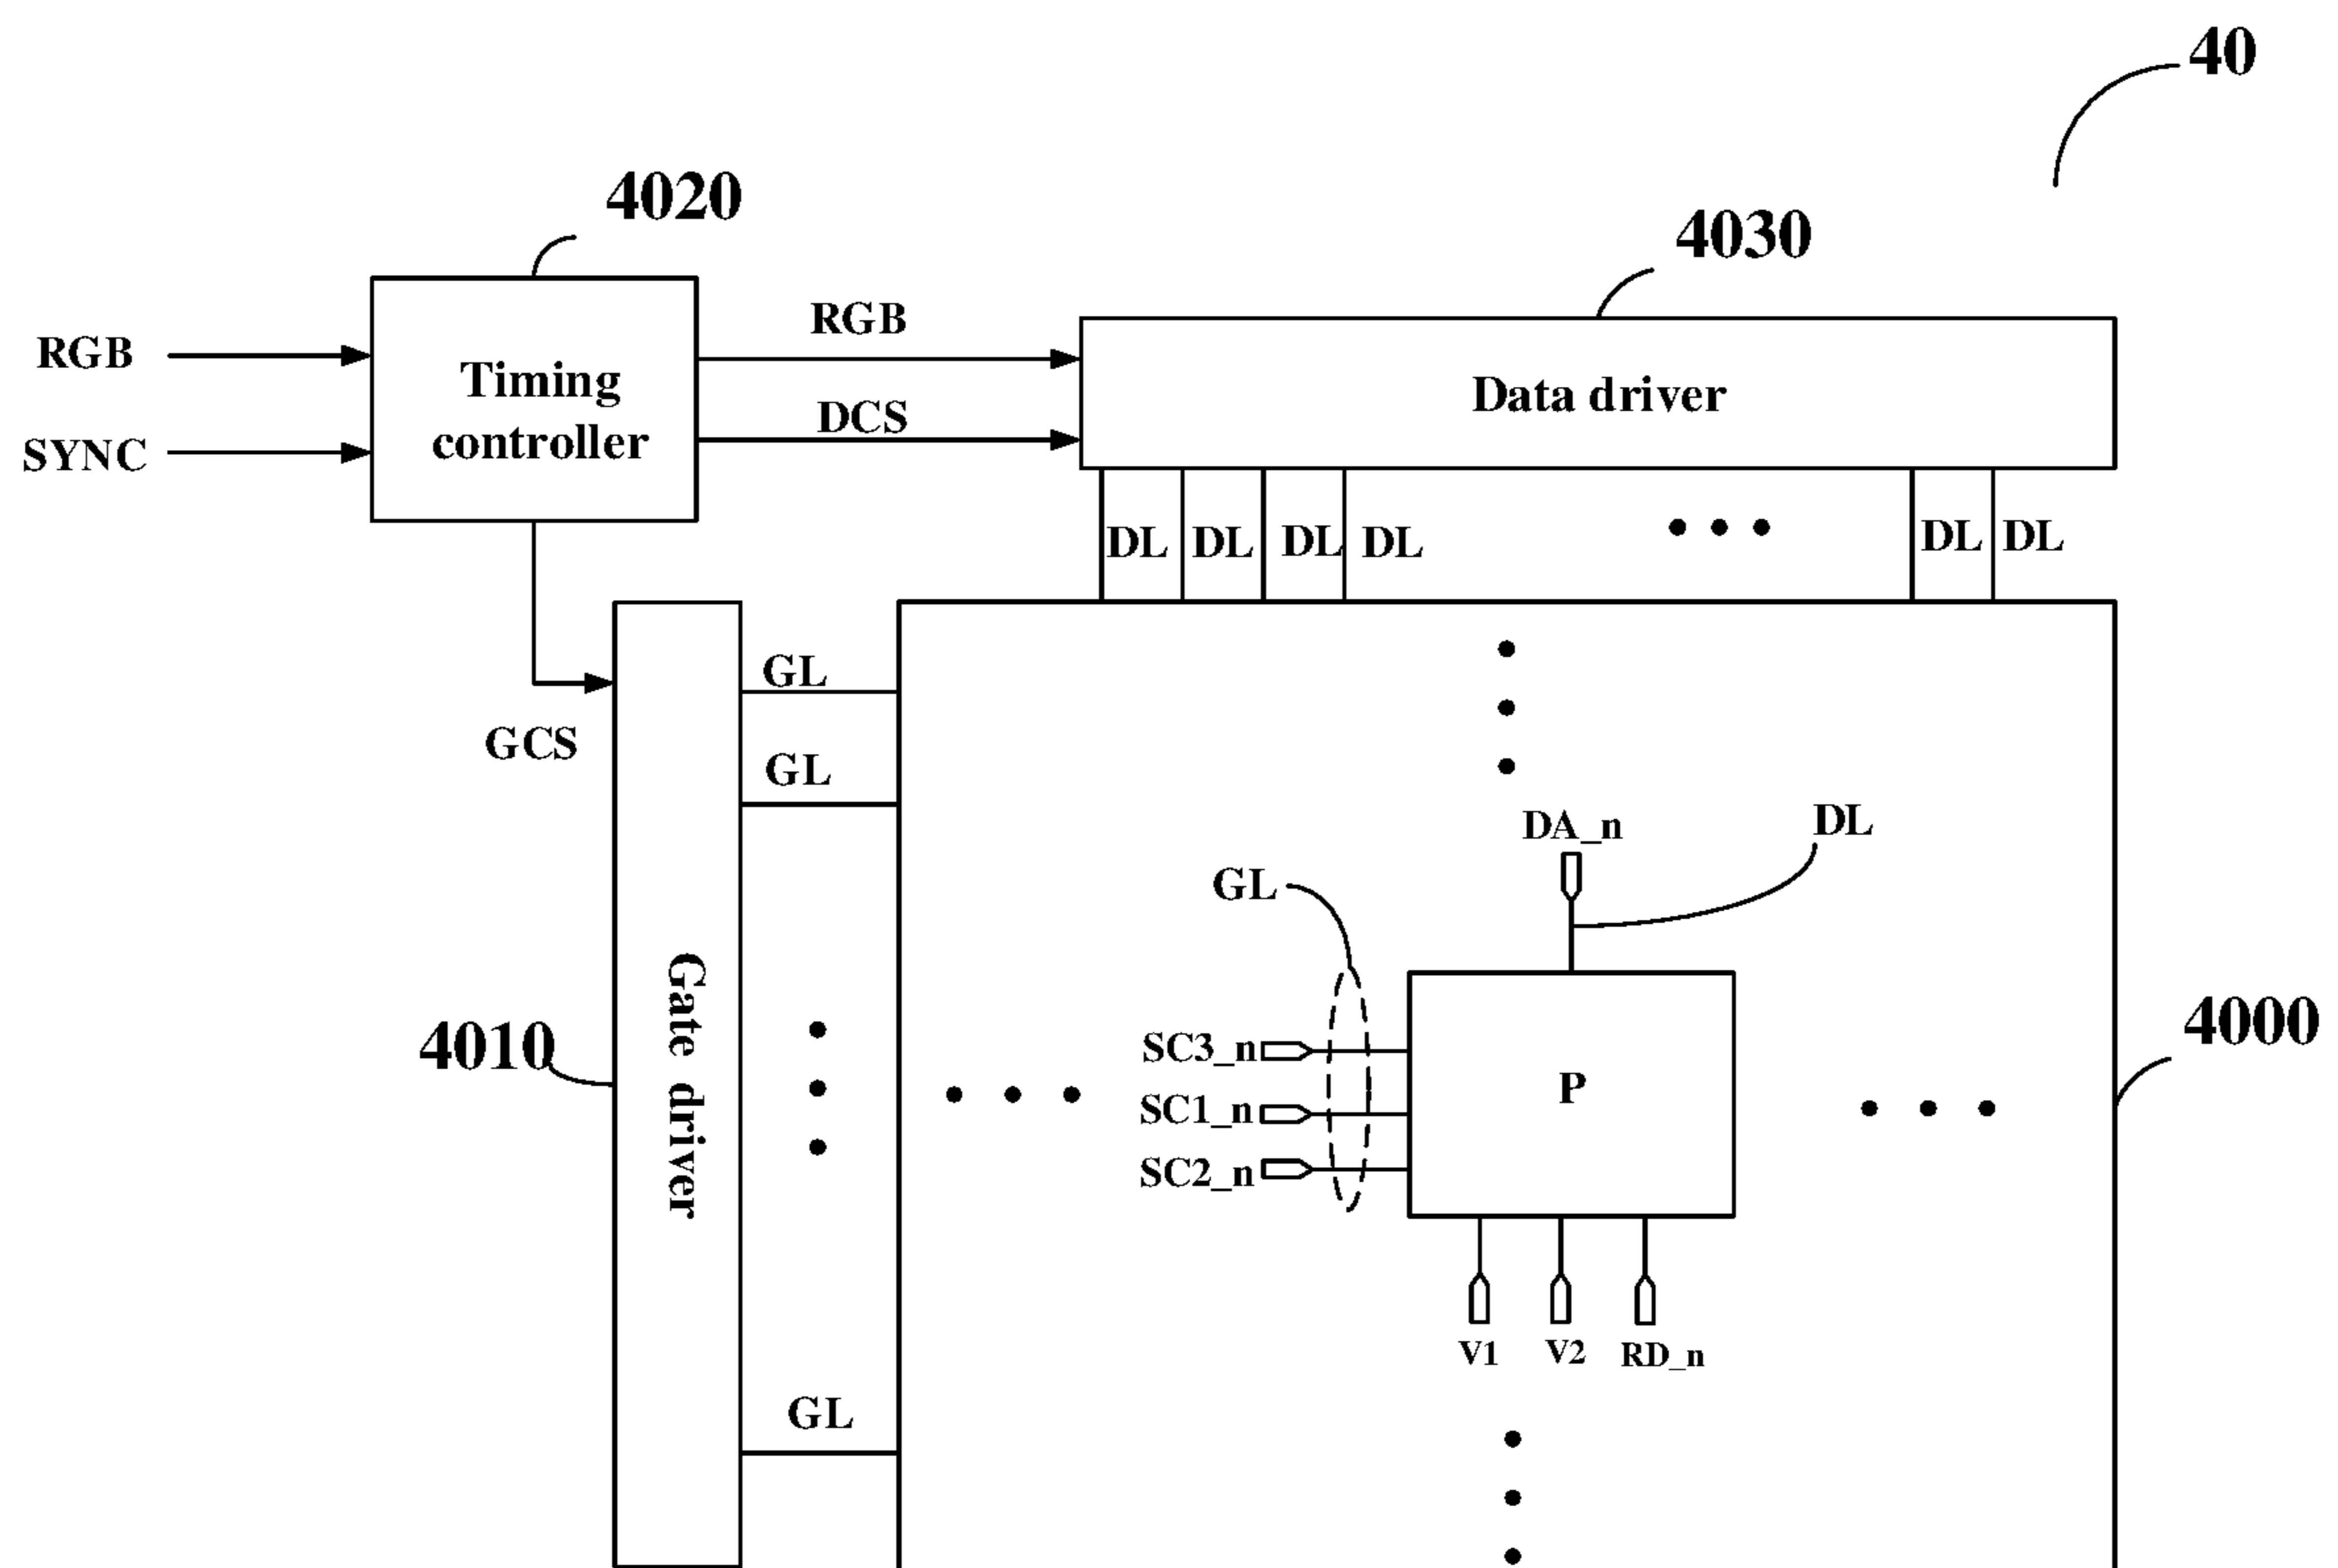 40
4020
4030
RGB
RGB
Timing
controller
Data driver
DCS
SYNC
DL DL DL DL DL DL
GL
GCS
GL
DA_n
DL
GL
Gate driver
4010
4000
SC3_n
P
SC1_n
SC2_n
V1 V2 RD_n
GL